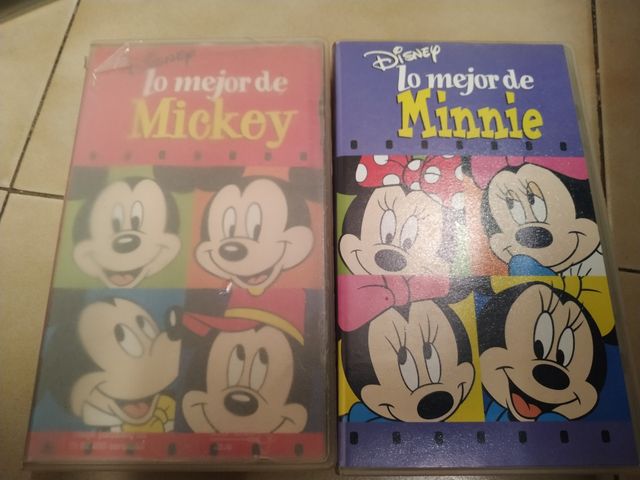 Disney
lo mejor de
Mickey
Disney
lo mejor de
Minnie